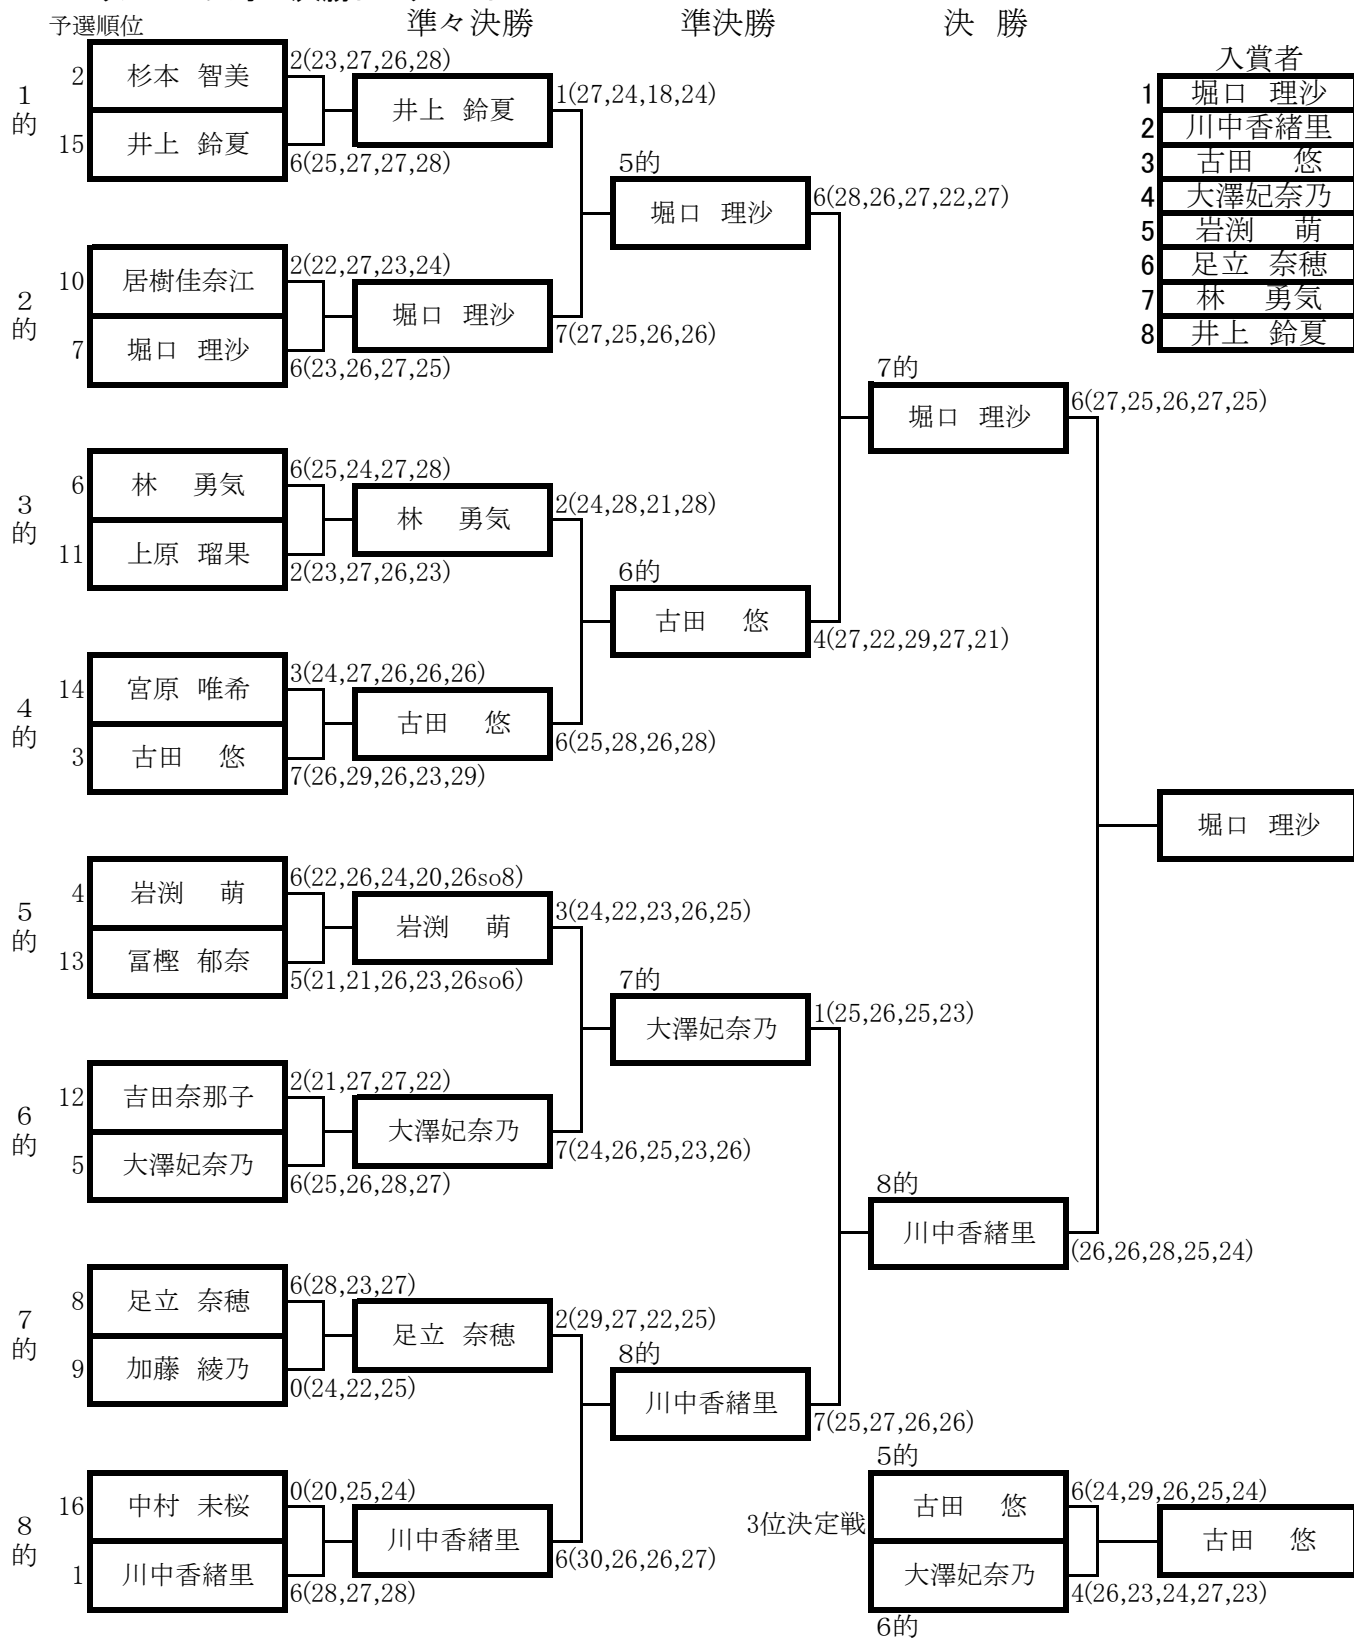 予選順位 準々決勝 準決勝 決 勝
入賞者
1 堀口 理沙
2 川中香緒里
3 古田 悠
4 大澤妃奈乃
5 岩渕 萌
6 足立 奈穂
7 林 勇気
8 井上 鈴夏
1的
2 杉本 智美 2(23,27,26,28)
15 井上 鈴夏 6(25,27,27,28)
井上 鈴夏 1(27,24,18,24)
2的
10 居樹佳奈江 2(22,27,23,24)
7 堀口 理沙 6(23,26,27,25)
堀口 理沙 7(27,25,26,26)
5的
堀口 理沙 6(28,26,27,22,27)
3的
6 林 勇気 6(25,24,27,28)
11 上原 瑠果 2(23,27,26,23)
林 勇気 2(24,28,21,28)
4的
14 宮原 唯希 3(24,27,26,26,26)
3 古田 悠 7(26,29,26,23,29)
古田 悠 6(25,28,26,28)
6的
古田 悠 4(27,22,29,27,21)
7的
堀口 理沙 6(27,25,26,27,25)
堀口 理沙
5的
4 岩渕 萌 6(22,26,24,20,26so8)
13 冨樫 郁奈 5(21,21,26,23,26so6)
岩渕 萌 3(24,22,23,26,25)
6的
12 吉田奈那子 2(21,27,27,22)
5 大澤妃奈乃 6(25,26,28,27)
大澤妃奈乃 7(24,26,25,23,26)
7的
大澤妃奈乃 1(25,26,25,23)
7的
8 足立 奈穂 6(28,23,27)
9 加藤 綾乃 0(24,22,25)
足立 奈穂 2(29,27,22,25)
8的
16 中村 未桜 0(20,25,24)
1 川中香緒里 6(28,27,28)
川中香緒里 6(30,26,26,27)
8的
川中香緒里 7(25,27,26,26)
8的
川中香緒里 (26,26,28,25,24)
3位決定戦
5的
古田 悠 6(24,29,26,25,24)
大澤妃奈乃 4(26,23,24,27,23)
6的
古田 悠